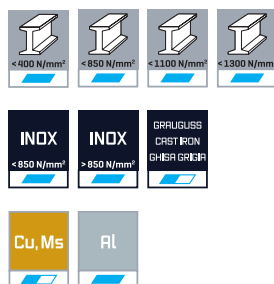 <400 N/mm² <850 N/mm² <1100 N/mm² <1300 N/mm²
INOX INOX GRAUGUSS
CAST IRON
GHISA GRIGIA
<850 N/mm² >850 N/mm²
Cu, Ms Al